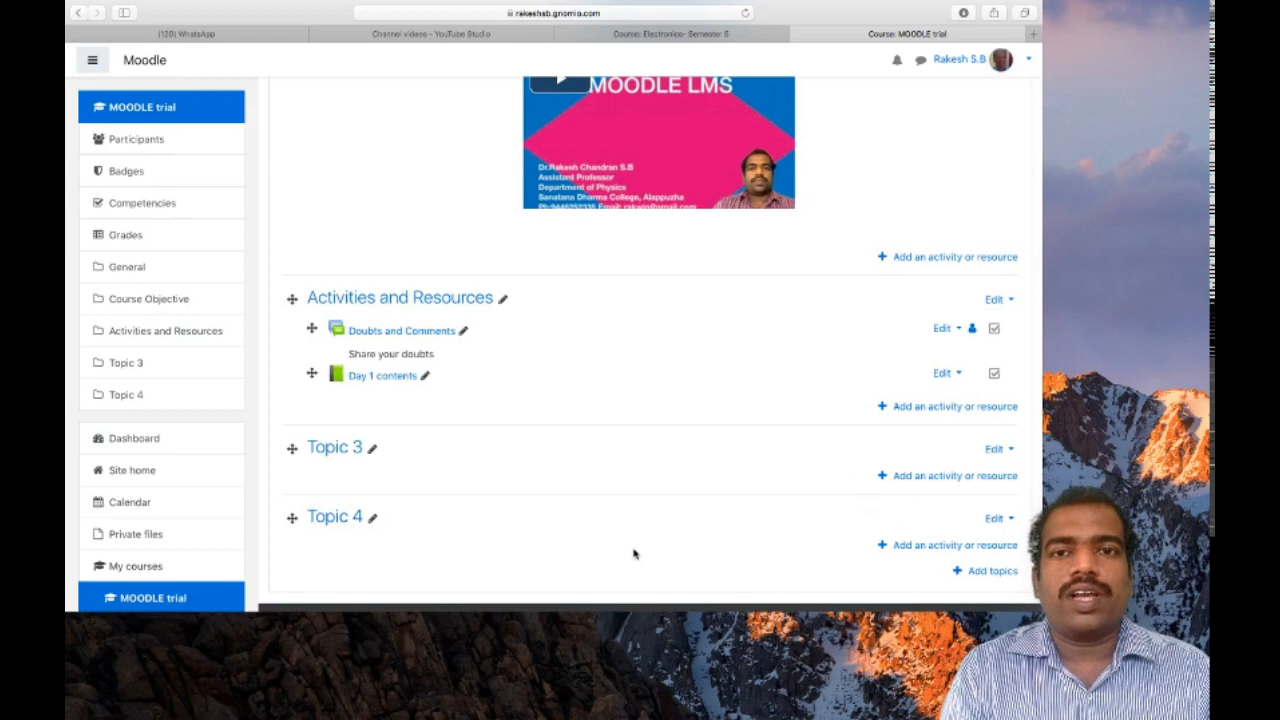 rakeshsb.gnomio.com
(120) WhatsApp
Channel videos - YouTube Studio
Course: Electronics- Semester 6
Course: MOODLE trial
Moodle
Rakesh S.B
MOODLE trial
Participants
Badges
Competencies
Grades
General
Course Objective
Activities and Resources
Topic 3
Topic 4
Dashboard
Site home
Calendar
Private files
My courses
MOODLE trial
MOODLE LMS
Dr.Rakesh Chandran S.B
Assistant Professor
Department of Physics
Sanatana Dharma College, Alappuzha
Add an activity or resource
Activities and Resources
Edit
Doubts and Comments
Edit
Share your doubts
Day 1 contents
Edit
Add an activity or resource
Topic 3
Edit
Add an activity or resource
Topic 4
Edit
Add an activity or resource
Add topics